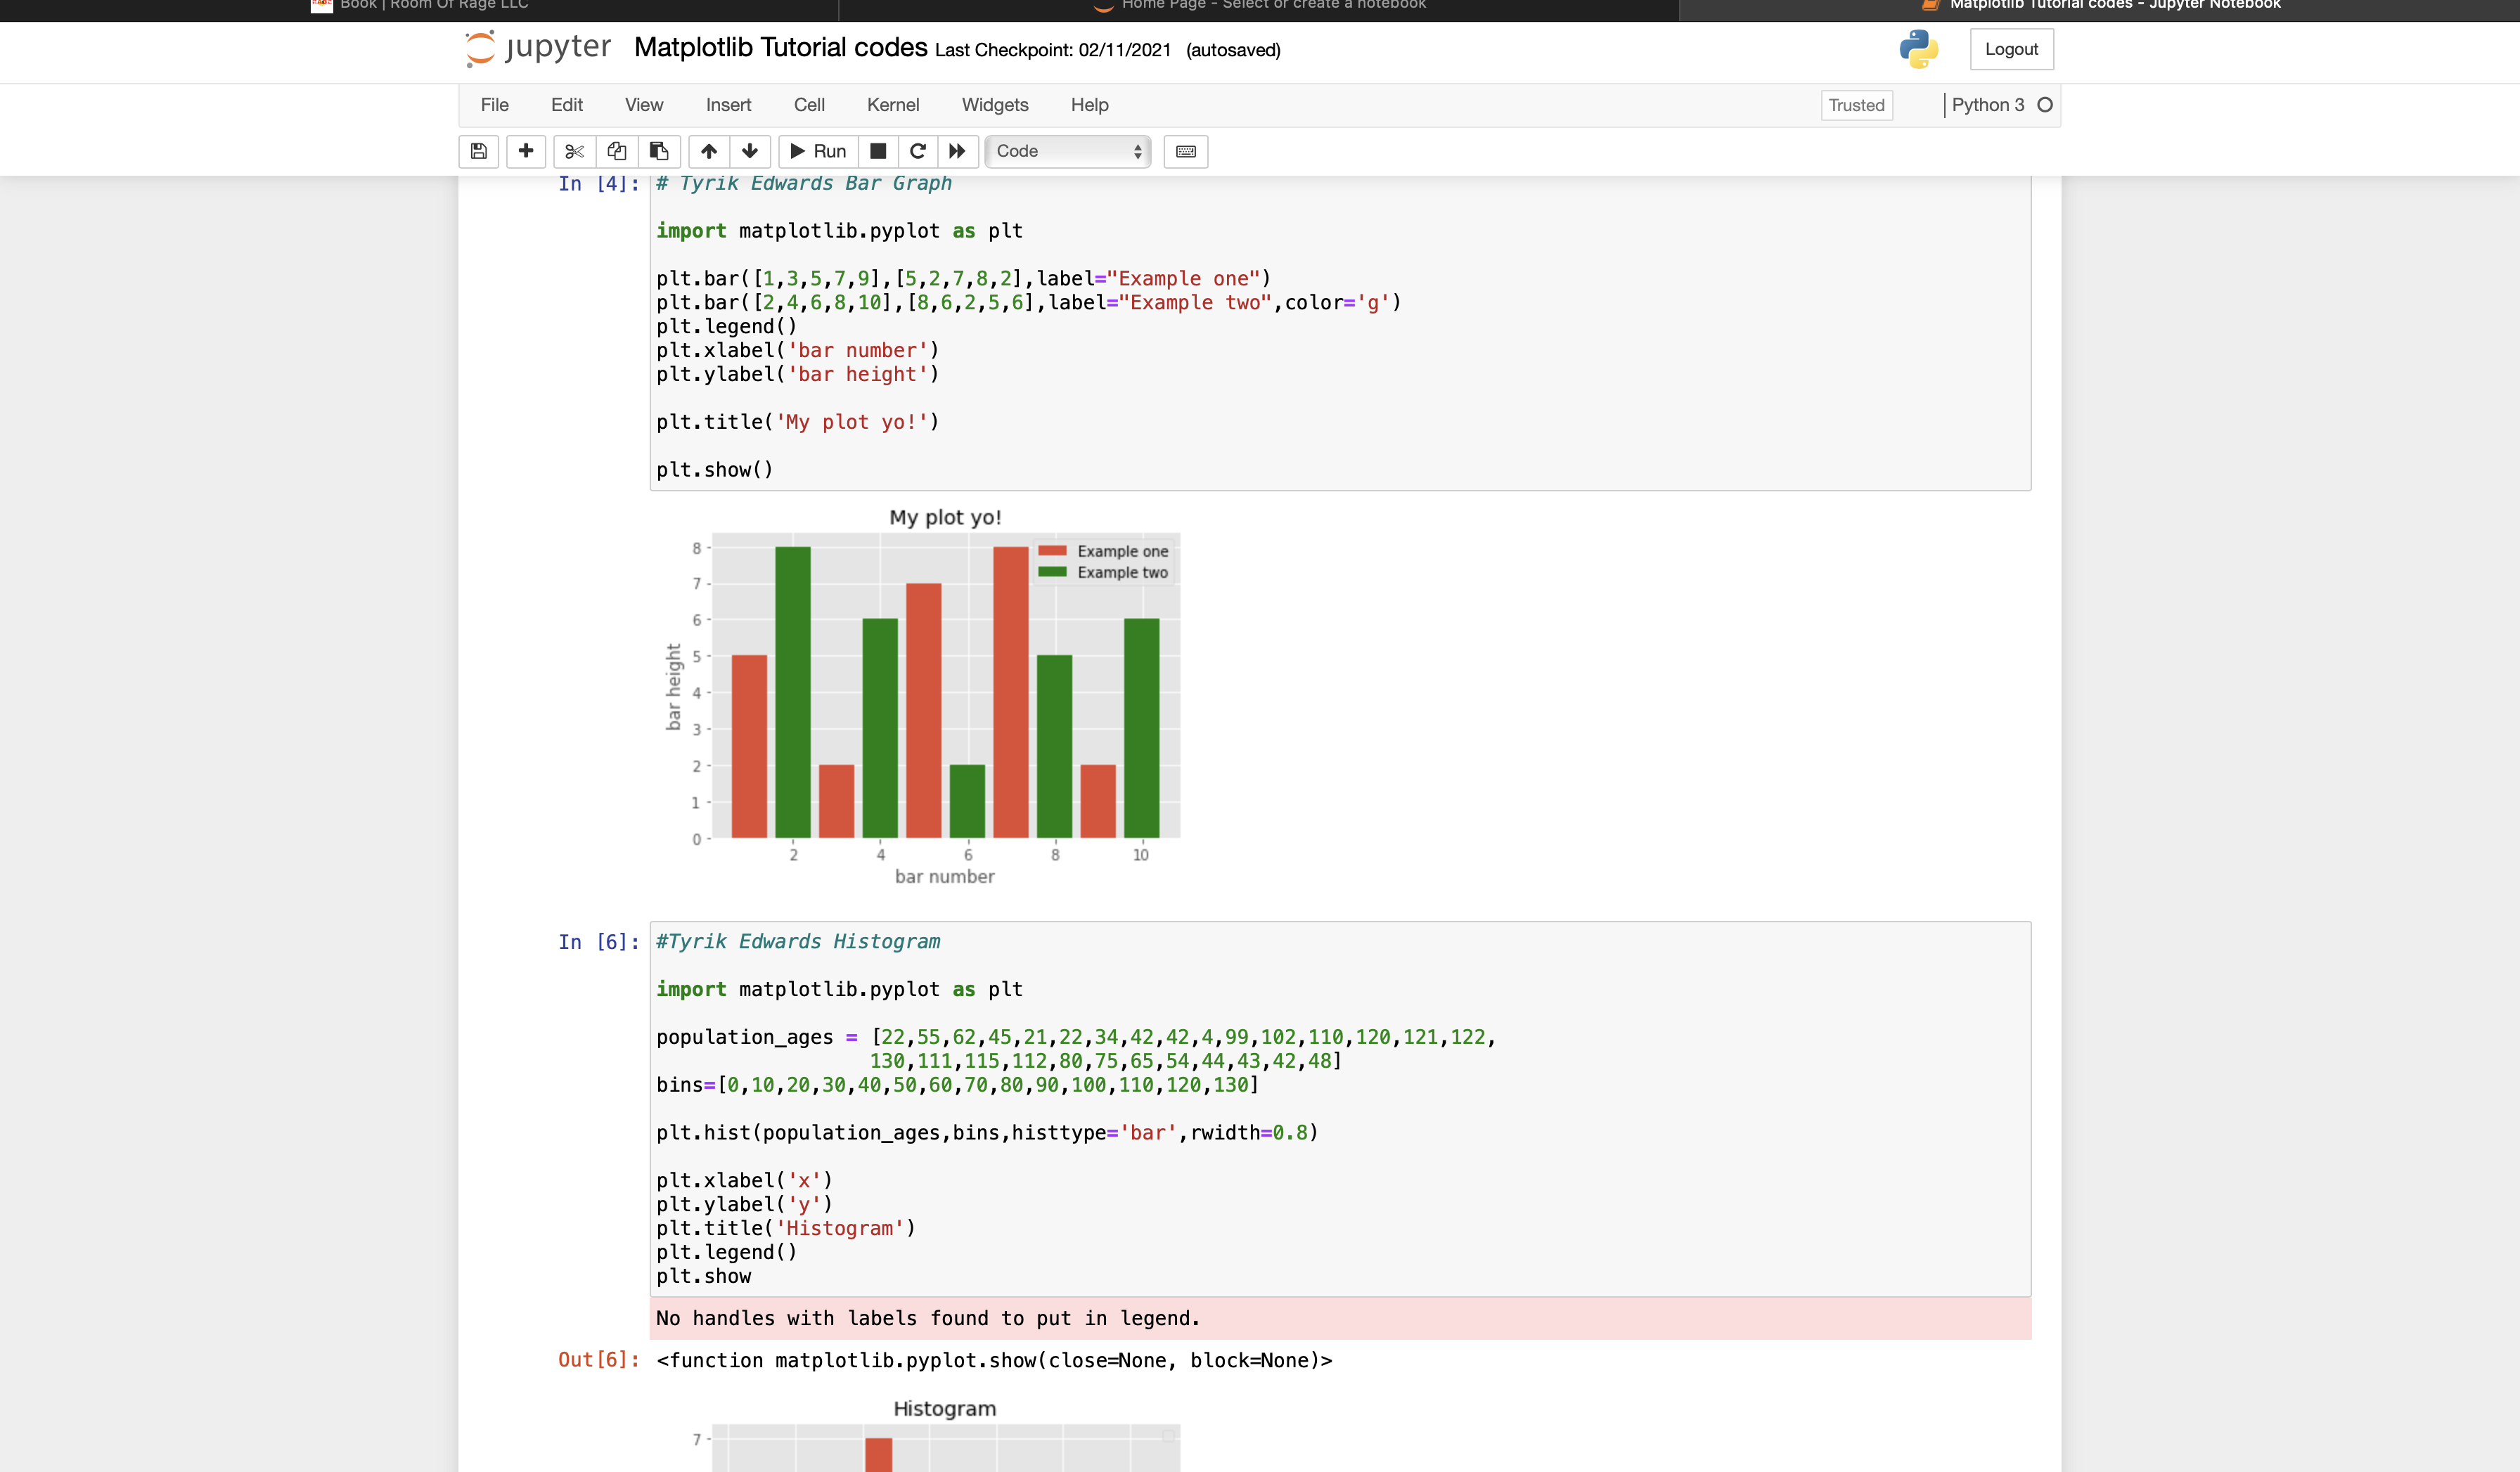 Book | Room Of Rage LLC
Home Page - Select or create a notebook
Matplotlib Tutorial codes - Jupyter Notebook
jupyter Matplotlib Tutorial codes Last Checkpoint: 02/11/2021 (autosaved)
Logout
File Edit View Insert Cell Kernel Widgets Help
Trusted
Python 3
Run
Code
In [4]: # Tyrik Edwards Bar Graph
import matplotlib.pyplot as plt
plt.bar([1,3,5,7,9],[5,2,7,8,2],label="Example one")
plt.bar([2,4,6,8,10],[8,6,2,5,6],label="Example two",color='g')
plt.legend()
plt.xlabel('bar number')
plt.ylabel('bar height')
plt.title('My plot yo!')
plt.show()
My plot yo!
Example one
Example two
bar height
8
7
6
5
4
3
2
1
0
2 4 6 8 10
bar number
In [6]: #Tyrik Edwards Histogram
import matplotlib.pyplot as plt
population_ages = [22,55,62,45,21,22,34,42,42,4,99,102,110,120,121,122,
130,111,115,112,80,75,65,54,44,43,42,48]
bins=[0,10,20,30,40,50,60,70,80,90,100,110,120,130]
plt.hist(population_ages,bins,histtype='bar',rwidth=0.8)
plt.xlabel('x')
plt.ylabel('y')
plt.title('Histogram')
plt.legend()
plt.show
No handles with labels found to put in legend.
Out[6]: <function matplotlib.pyplot.show(close=None, block=None)>
Histogram
7